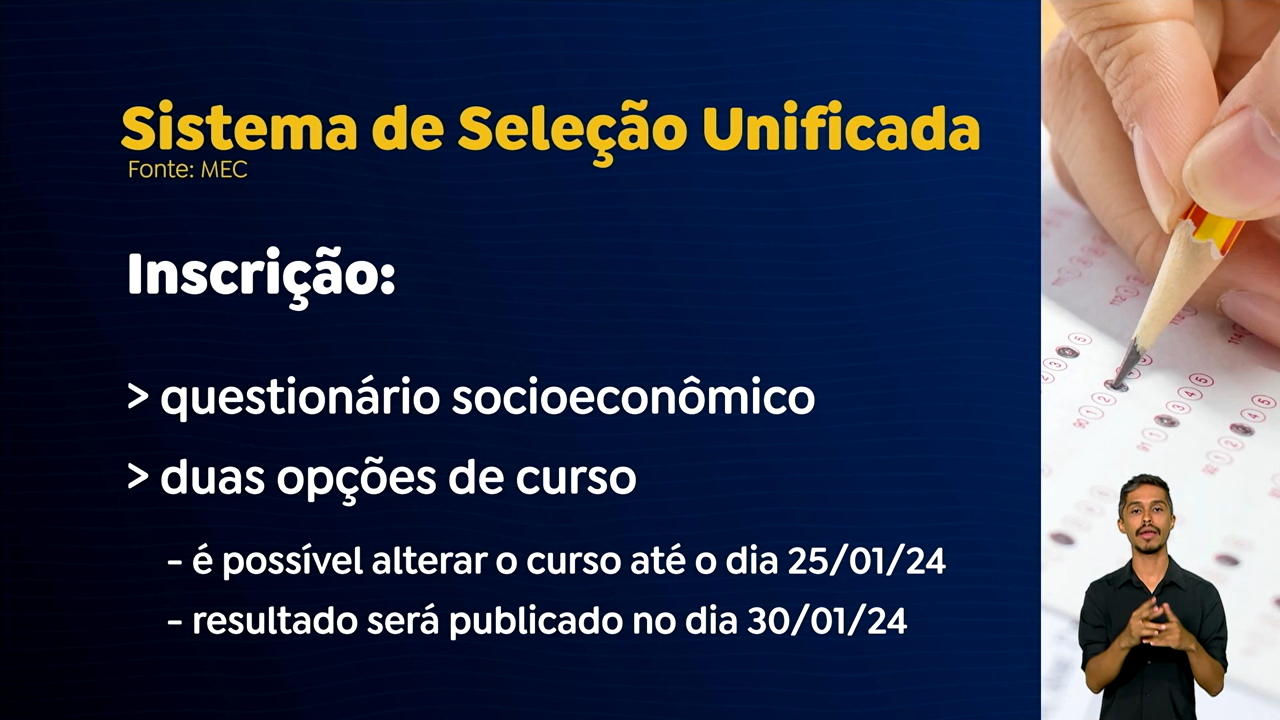 Sistema de Seleção Unificada
Fonte: MEC
Inscrição:
> questionário socioeconômico
> duas opções de curso
- é possível alterar o curso até o dia 25/01/24
- resultado será publicado no dia 30/01/24